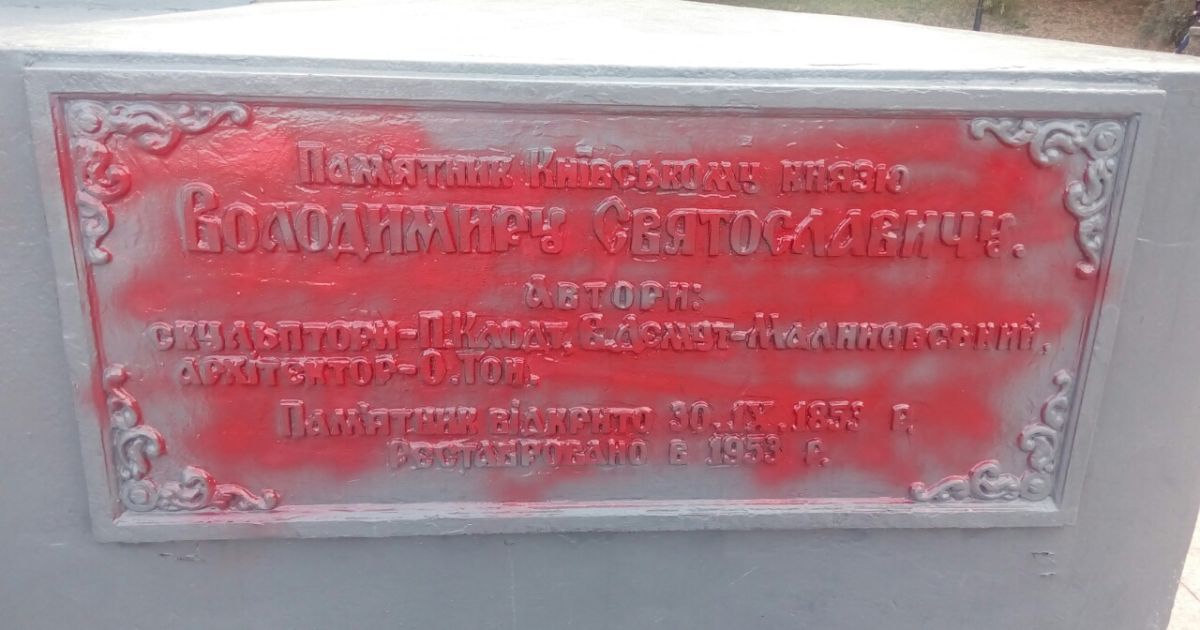 Пам'ятник Київському князю
Володимиру Святославичу.
Автори:
скульптори-П.Клодт, В.Демут-Малиновський,
архітектор-О.Тон.
Пам'ятник відкрито 30.IX.1853 р.
Реставровано в 1953 р.